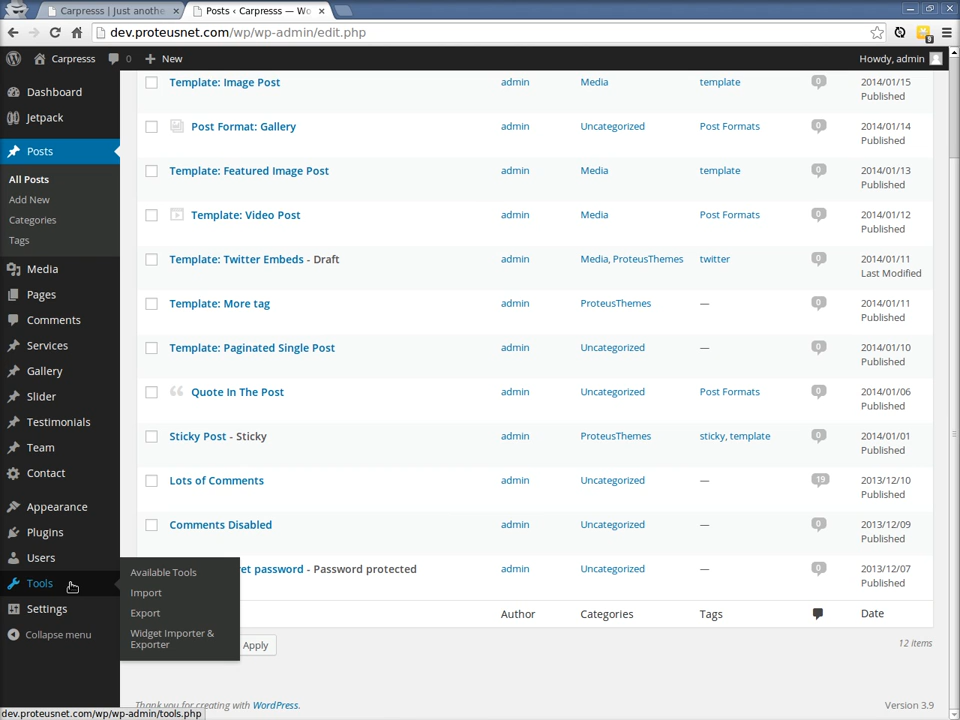 Carpresss | Just anothe
Posts ‹ Carpresss — Wo
dev.proteusnet.com/wp/wp-admin/edit.php
9
Carpresss 0 New Howdy, admin
Dashboard
Jetpack
Posts
All Posts
Add New
Categories
Tags
Media
Pages
Comments
Services
Gallery
Slider
Testimonials
Team
Contact
Appearance
Plugins
Users
Tools
Settings
Collapse menu
Available Tools
Import
Export
Widget Importer &
Exporter
Template: Image Post admin Media template 0 2014/01/15
Published
Post Format: Gallery admin Uncategorized Post Formats 0 2014/01/14
Published
Template: Featured Image Post admin Media template 0 2014/01/13
Published
Template: Video Post admin Media Post Formats 0 2014/01/12
Published
Template: Twitter Embeds - Draft admin Media, ProteusThemes twitter 0 2014/01/11
Last Modified
Template: More tag admin ProteusThemes — 0 2014/01/11
Published
Template: Paginated Single Post admin Uncategorized — 0 2014/01/10
Published
Quote In The Post admin Uncategorized Post Formats 0 2014/01/06
Published
Sticky Post - Sticky admin ProteusThemes sticky, template 0 2014/01/01
Published
Lots of Comments admin Uncategorized — 19 2013/12/10
Published
Comments Disabled admin Uncategorized — 0 2013/12/09
Published
password - Password protected admin Uncategorized — 0 2013/12/07
Published
Author Categories Tags Date
Apply 12 items
Thank you for creating with WordPress. Version 3.9
dev.proteusnet.com/wp/wp-admin/tools.php